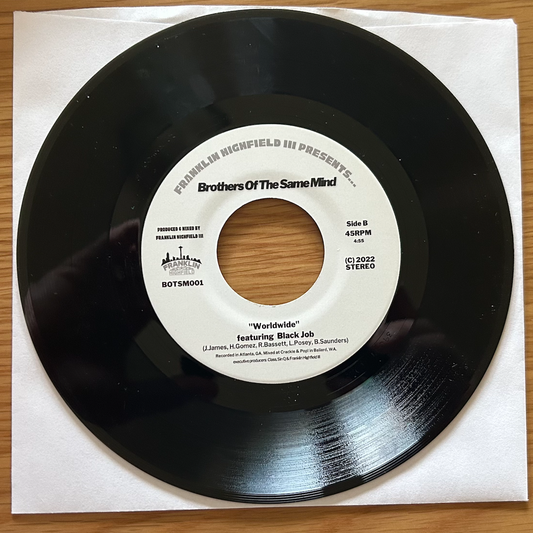 FRANKLIN HIGHFIELD III PRESENTS...
Brothers Of The Same Mind
PRODUCED & MIXED BY
FRANKLIN HIGHFIELD III
FRANKLIN
HIGHFIELD
BOTSM001
Side B
45RPM
4:55
(C) 2022
STEREO
"Worldwide"
featuring Black Job
(J.James, H.Gomez, R.Bassett, L.Posey, B.Saunders)
Recorded in Atlanta, GA. Mixed at Crackle & Pop! in Ballard, WA.
executive producers: Class, Sin-Q & Franklin Highfield III